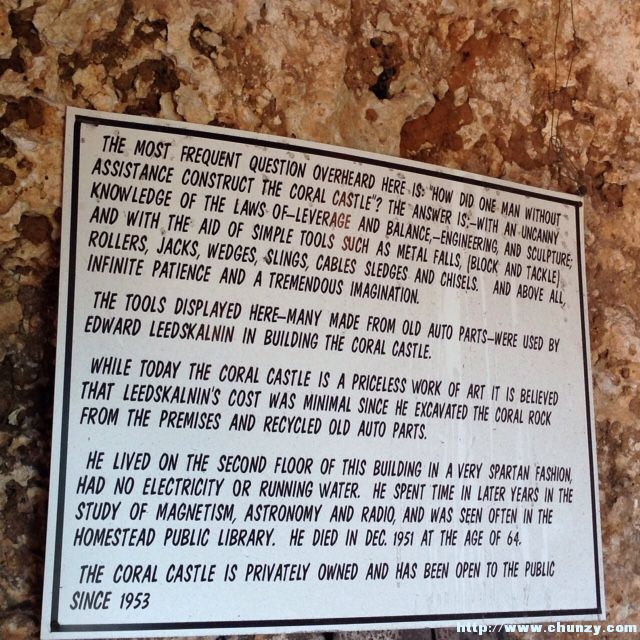 THE MOST FREQUENT QUESTION OVERHEARD HERE IS: "HOW DID ONE MAN WITHOUT
ASSISTANCE CONSTRUCT THE CORAL CASTLE"? THE ANSWER IS;-WITH AN UNCANNY
KNOWLEDGE OF THE LAWS OF-LEVERAGE AND BALANCE,-ENGINEERING, AND SCULPTURE;
AND WITH THE AID OF SIMPLE TOOLS SUCH AS METAL FALLS, (BLOCK AND TACKLE)
ROLLERS, JACKS, WEDGES, SLINGS, CABLES SLEDGES AND CHISELS. AND ABOVE ALL,
INFINITE PATIENCE AND A TREMENDOUS IMAGINATION.
THE TOOLS DISPLAYED HERE-MANY MADE FROM OLD AUTO PARTS-WERE USED BY
EDWARD LEEDSKALNIN IN BUILDING THE CORAL CASTLE.
WHILE TODAY THE CORAL CASTLE IS A PRICELESS WORK OF ART IT IS BELIEVED
THAT LEEDSKALNIN'S COST WAS MINIMAL SINCE HE EXCAVATED THE CORAL ROCK
FROM THE PREMISES AND RECYCLED OLD AUTO PARTS.
HE LIVED ON THE SECOND FLOOR OF THIS BUILDING IN A VERY SPARTAN FASHION,
HAD NO ELECTRICITY OR RUNNING WATER. HE SPENT TIME IN LATER YEARS IN THE
STUDY OF MAGNETISM, ASTRONOMY AND RADIO, AND WAS SEEN OFTEN IN THE
HOMESTEAD PUBLIC LIBRARY. HE DIED IN DEC. 1951 AT THE AGE OF 64.
THE CORAL CASTLE IS PRIVATELY OWNED AND HAS BEEN OPEN TO THE PUBLIC
SINCE 1953
http://www.chunzy.com